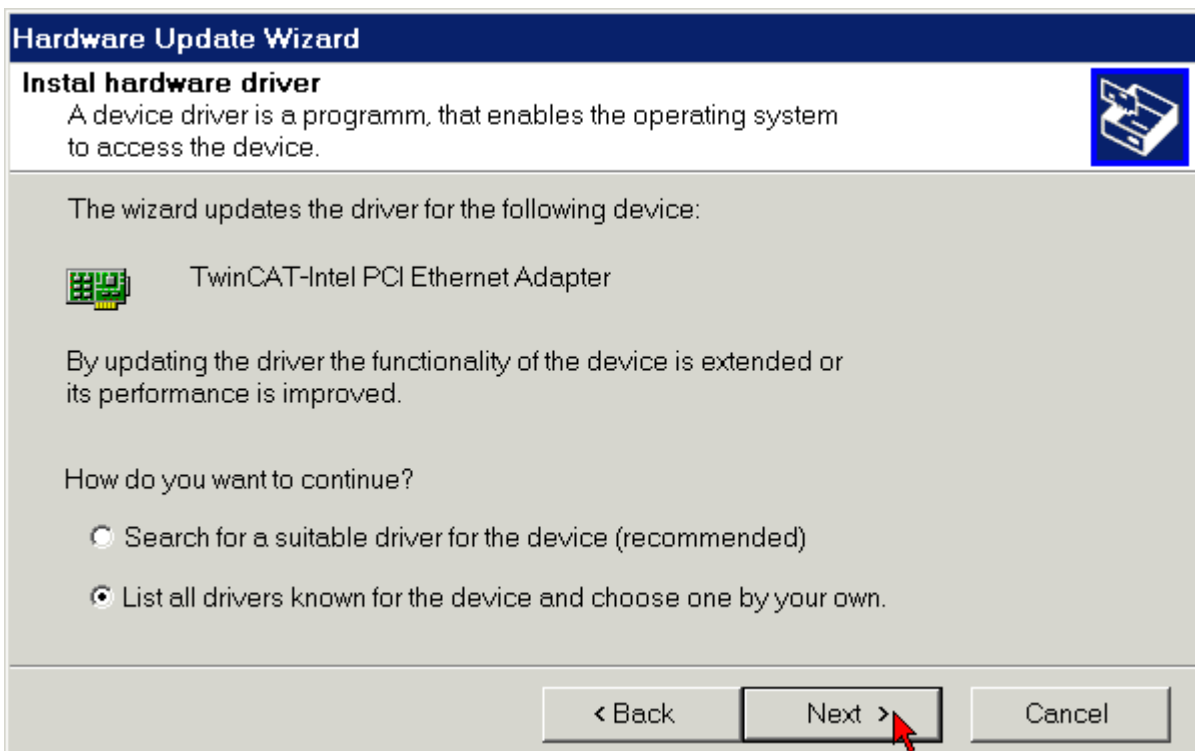 Hardware Update Wizard
Instal hardware driver
A device driver is a programm, that enables the operating system
to access the device.
The wizard updates the driver for the following device:
TwinCAT-Intel PCI Ethernet Adapter
By updating the driver the functionality of the device is extended or
its performance is improved.
How do you want to continue?
Search for a suitable driver for the device (recommended)
List all drivers known for the device and choose one by your own.
< Back
Next >
Cancel